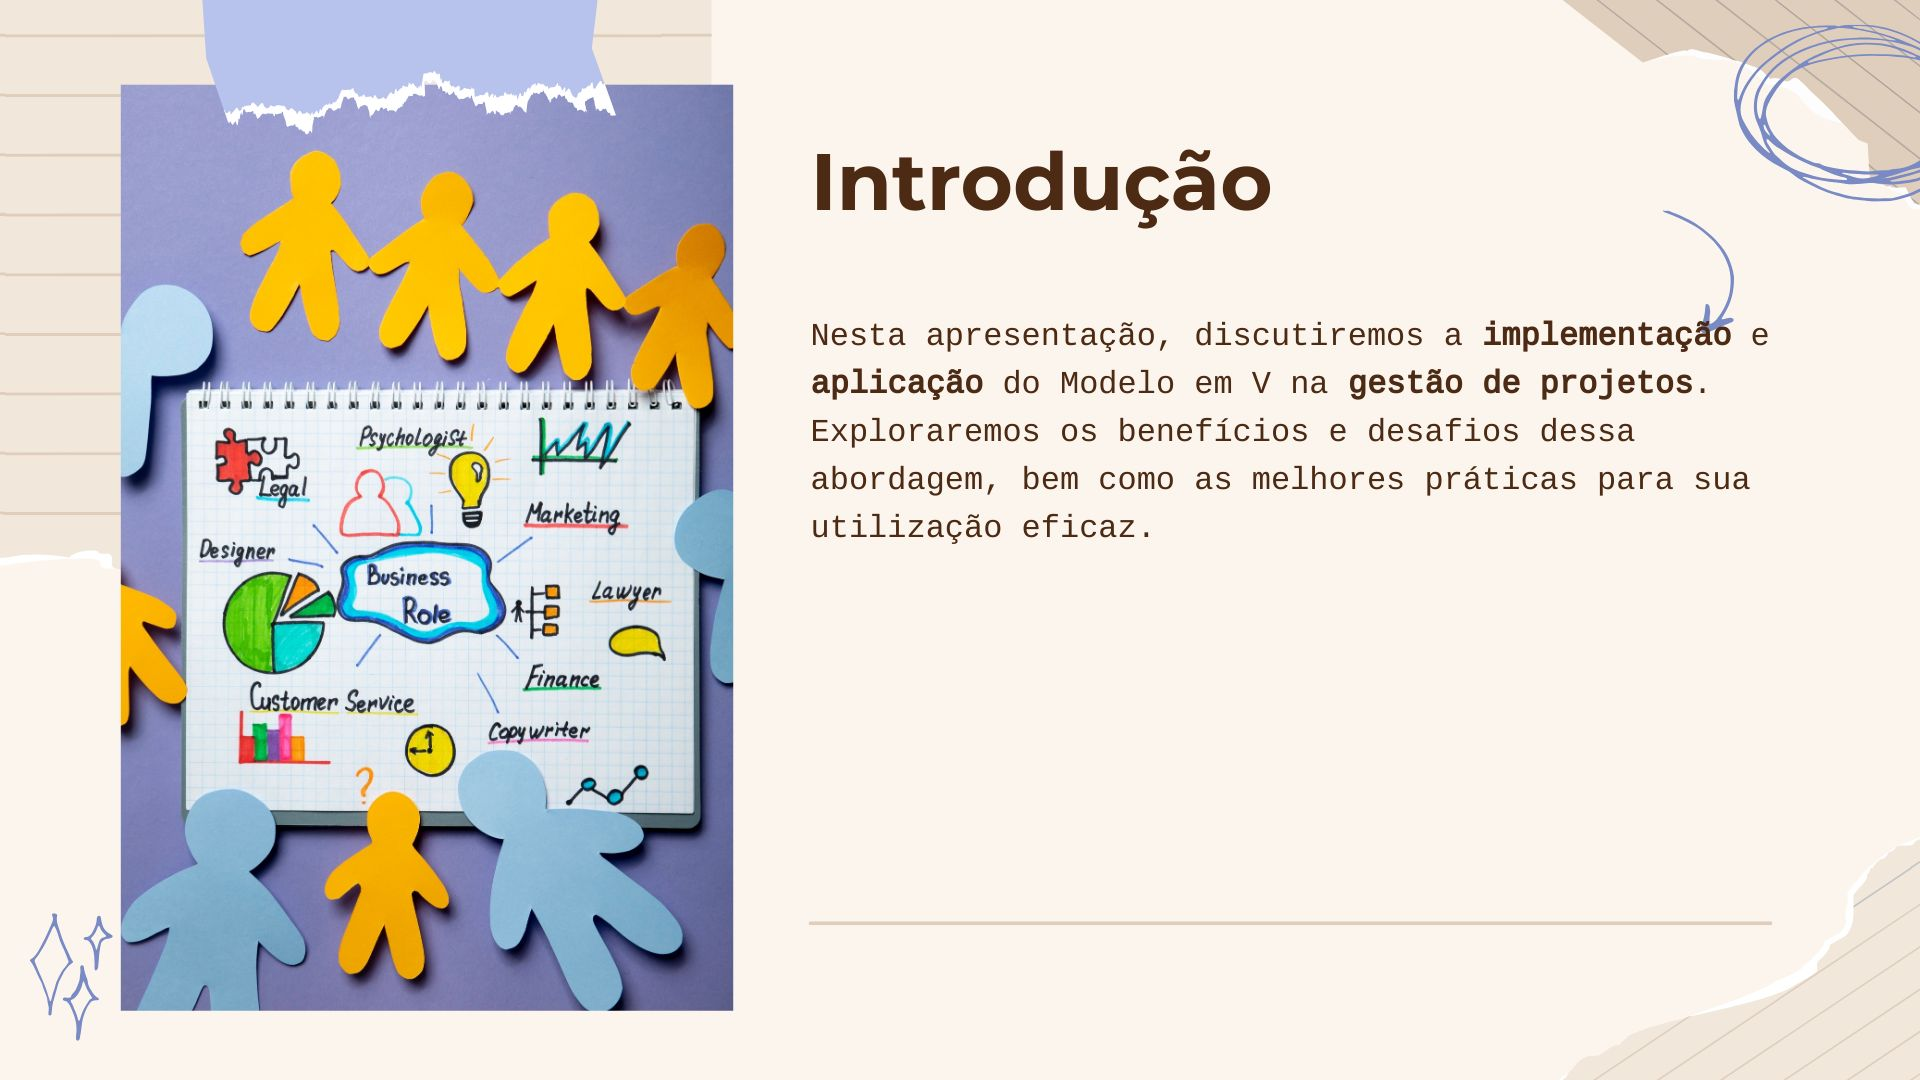 Introdução
Nesta apresentação, discutiremos a implementação e
aplicação do Modelo em V na gestão de projetos.
Exploraremos os benefícios e desafios dessa
abordagem, bem como as melhores práticas para sua
utilização eficaz.
Psychologist
Legal
Marketing
Designer
Business
Role
Lawyer
Finance
Customer Service
Copywriter
?